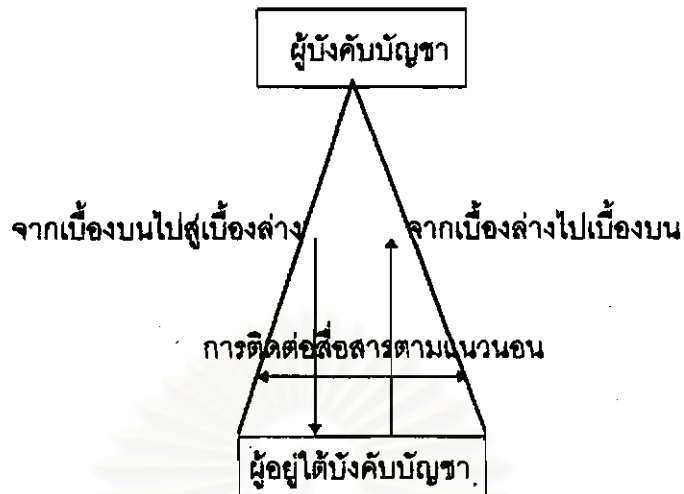 ผู้บังคับบัญชา
จากเบื้องบนไปสู่เบื้องล่าง
จากเบื้องล่างไปเบื้องบน
การติดต่อสื่อสารตามแนวนอน
ผู้อยู่ใต้บังคับบัญชา